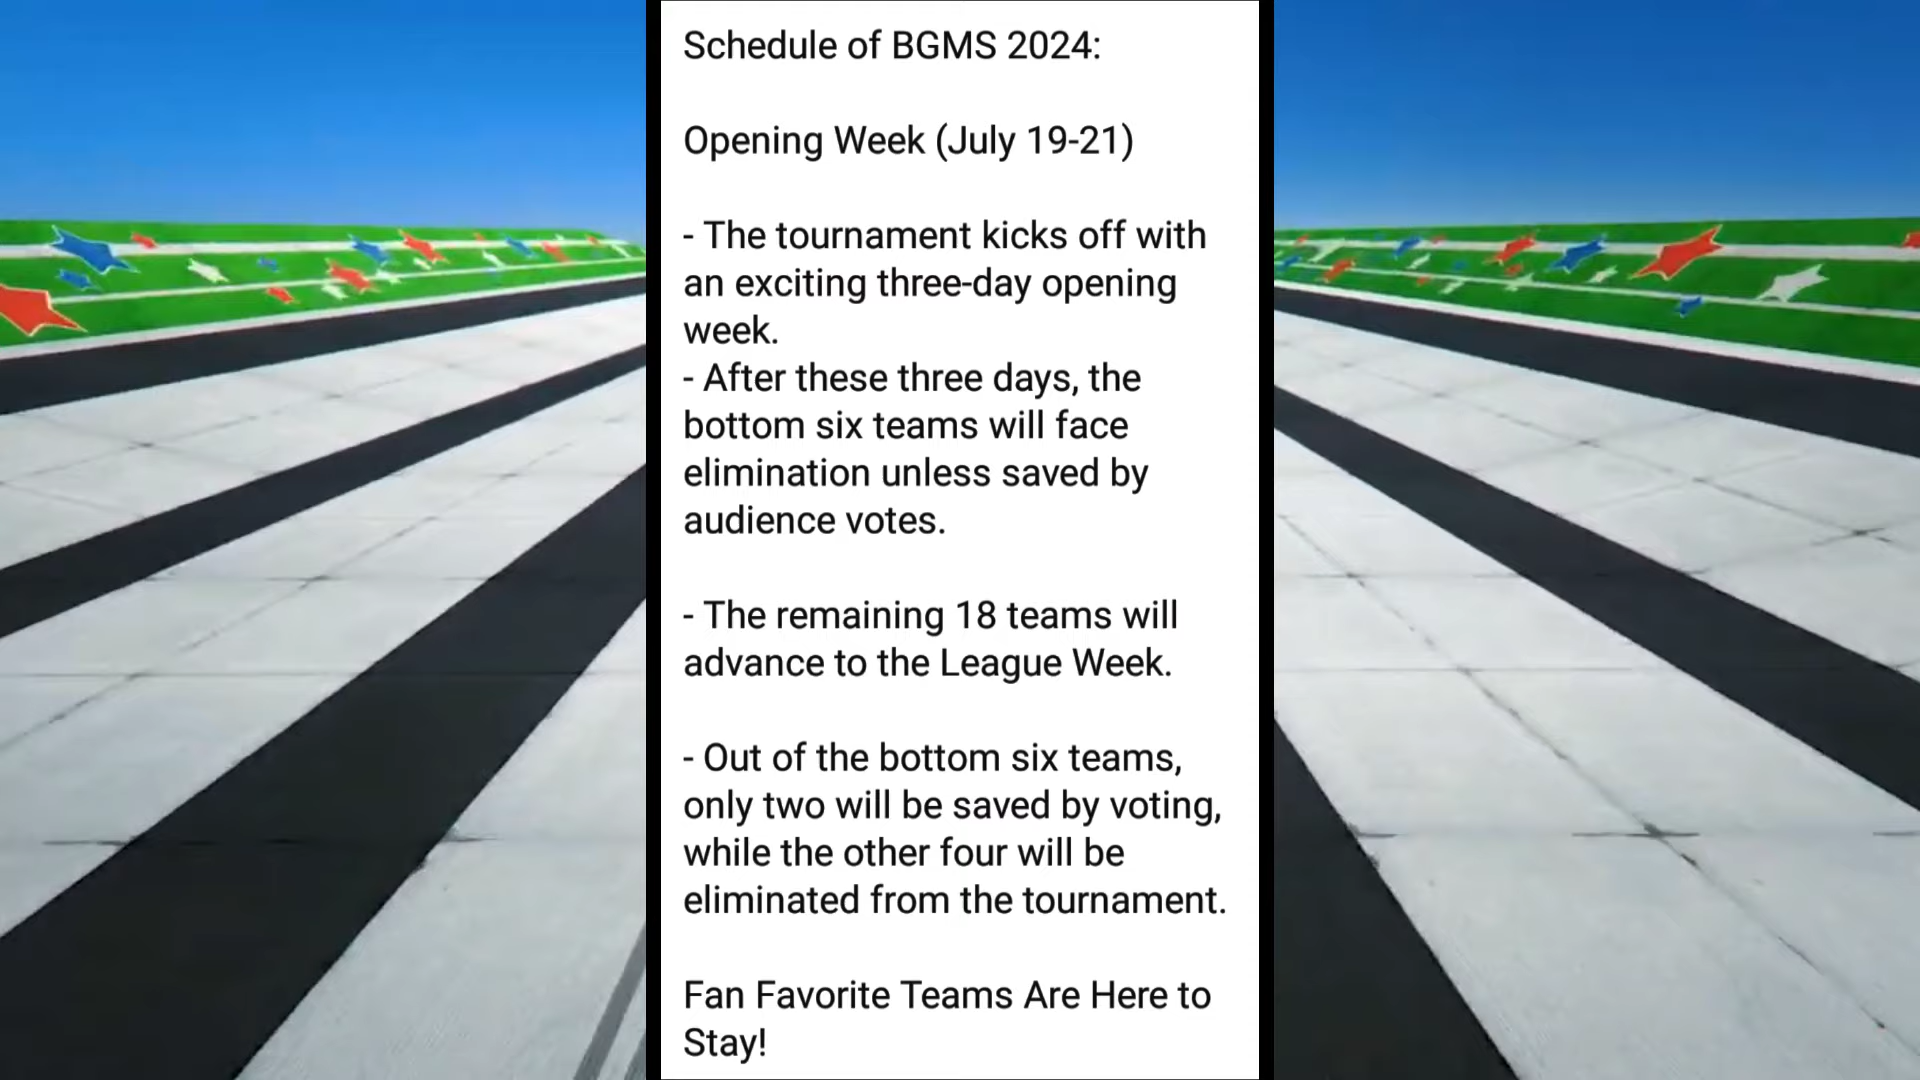 Schedule of BGMS 2024:
Opening Week (July 19-21)
- The tournament kicks off with
an exciting three-day opening
week.
- After these three days, the
bottom six teams will face
elimination unless saved by
audience votes.
- The remaining 18 teams will
advance to the League Week.
- Out of the bottom six teams,
only two will be saved by voting,
while the other four will be
eliminated from the tournament.
Fan Favorite Teams Are Here to
Stay!